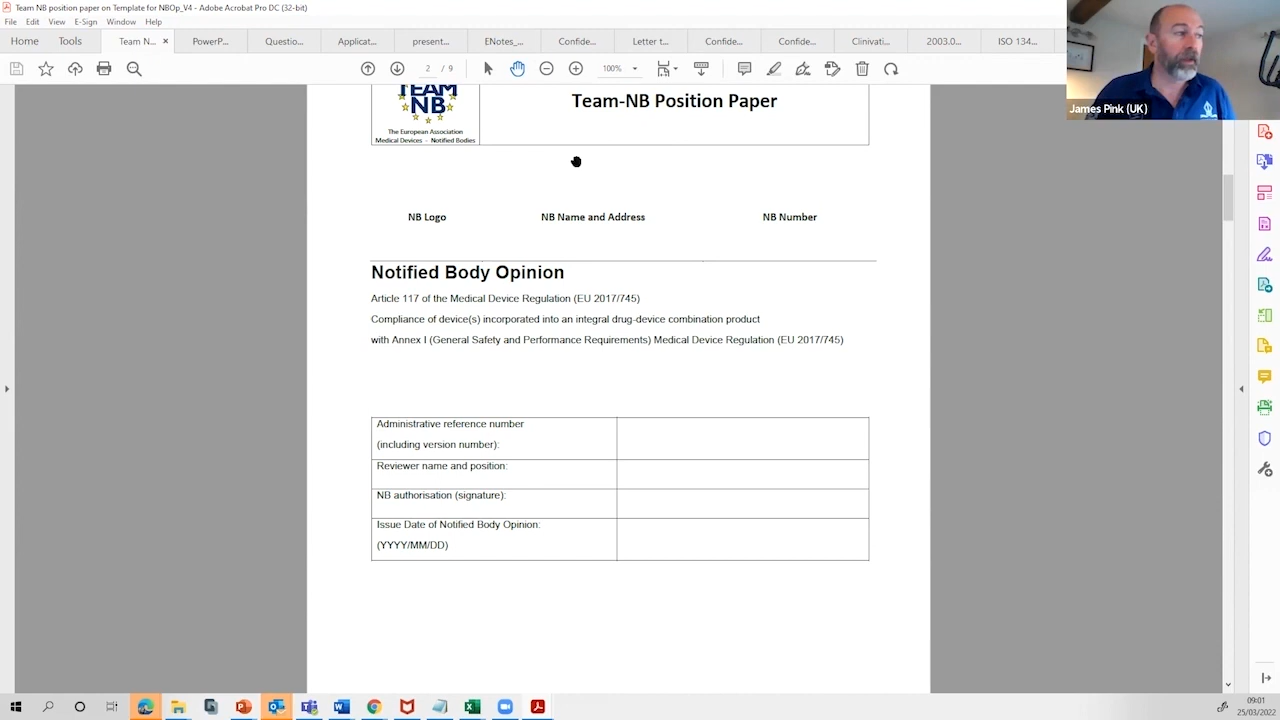 Team NB position paper on Template for NBOp_V4 - Adobe Acrobat Pro DC (32-bit)
File Edit View E-Sign Window Help
Home Tools Team N... × PowerP... Questio... Applicat... present... ENotes_... Confide... Letter t... Confide... Confide... Clinivati... 2003.0... ISO 134...
2 / 9 100%
James Pink (UK)
TEAM
NB
The European Association
Medical Devices - Notified Bodies
Team-NB Position Paper
NB Logo NB Name and Address NB Number
Notified Body Opinion
Article 117 of the Medical Device Regulation (EU 2017/745)
Compliance of device(s) incorporated into an integral drug-device combination product
with Annex I (General Safety and Performance Requirements) Medical Device Regulation (EU 2017/745)
Administrative reference number
(including version number):
Reviewer name and position:
NB authorisation (signature):
Issue Date of Notified Body Opinion:
(YYYY/MM/DD)
09:01
25/03/2022